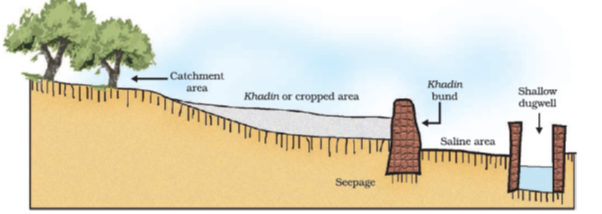 Catchment
area
Khadin or cropped area
Khadin
bund
Shallow
dugwell
Saline area
Seepage